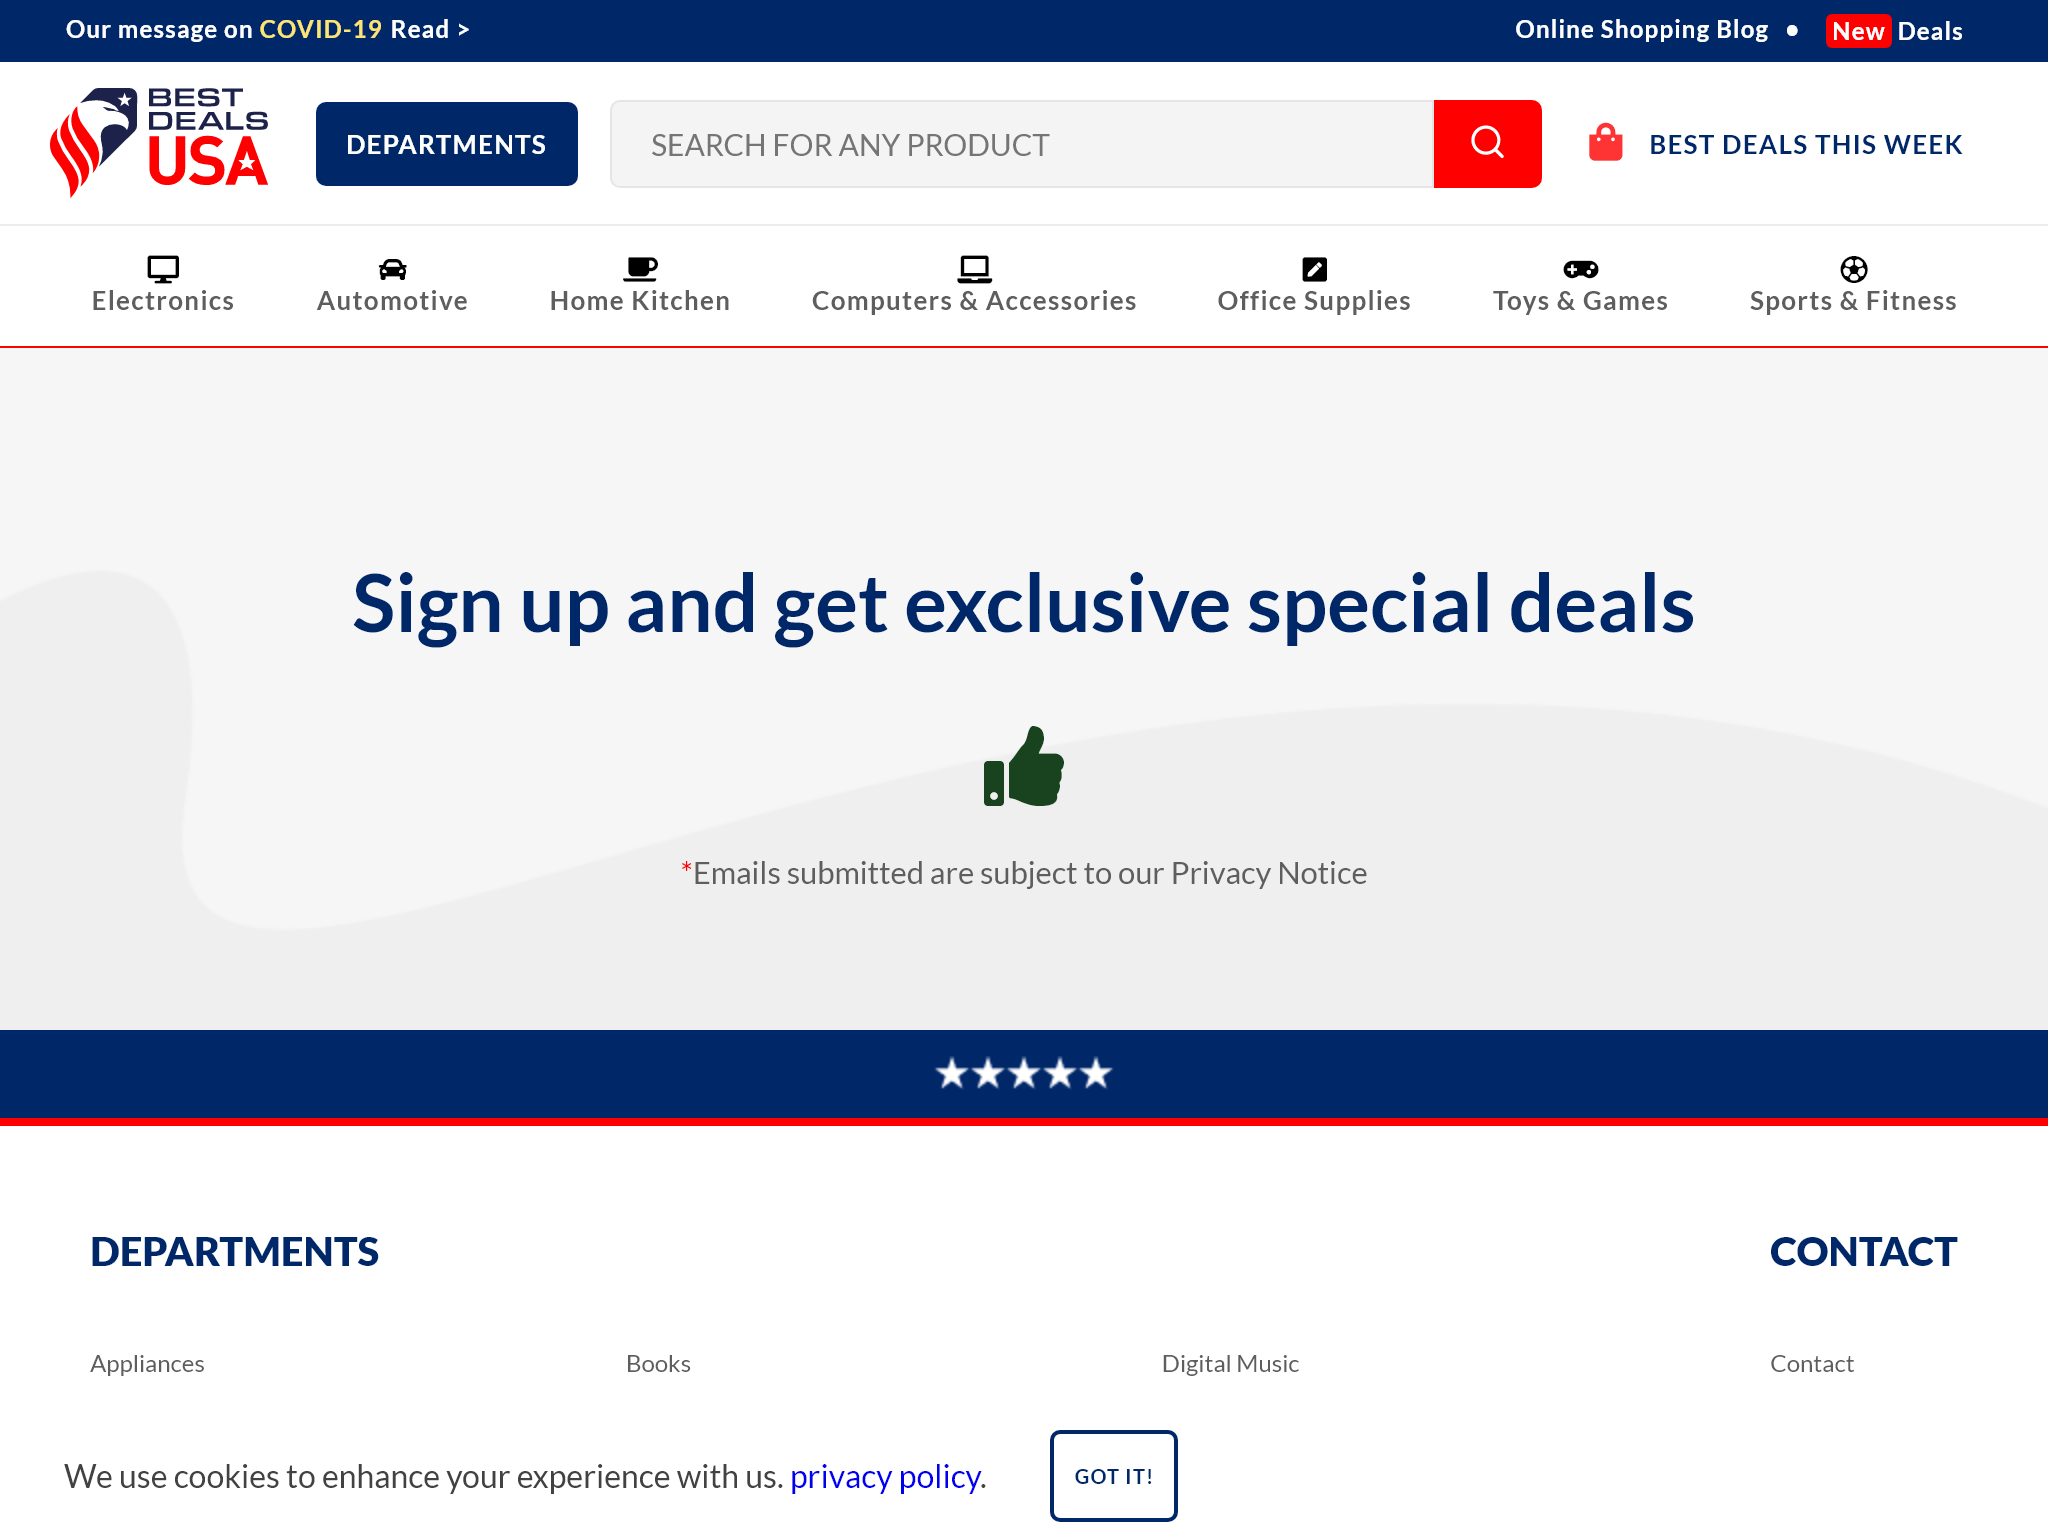 Our message on COVID-19 Read >
Online Shopping Blog • New Deals
BEST DEALS USA
DEPARTMENTS
SEARCH FOR ANY PRODUCT
BEST DEALS THIS WEEK
Electronics
Automotive
Home Kitchen
Computers & Accessories
Office Supplies
Toys & Games
Sports & Fitness
Sign up and get exclusive special deals
*Emails submitted are subject to our Privacy Notice
DEPARTMENTS
CONTACT
Appliances
Books
Digital Music
Contact
We use cookies to enhance your experience with us. privacy policy.
GOT IT!